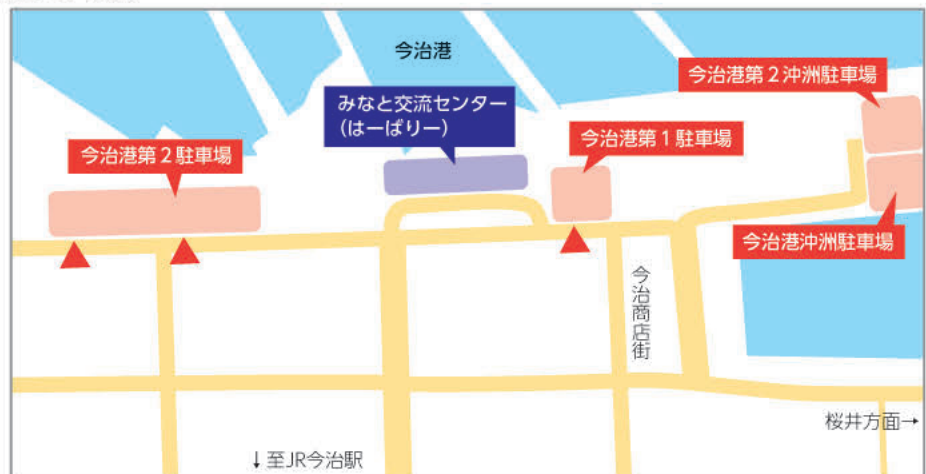 今治港
今治港第2沖洲駐車場
みなと交流センター
(はーばりー)
今治港第1駐車場
今治港第2駐車場
今治港沖洲駐車場
今治商店街
桜井方面→
↓至JR今治駅